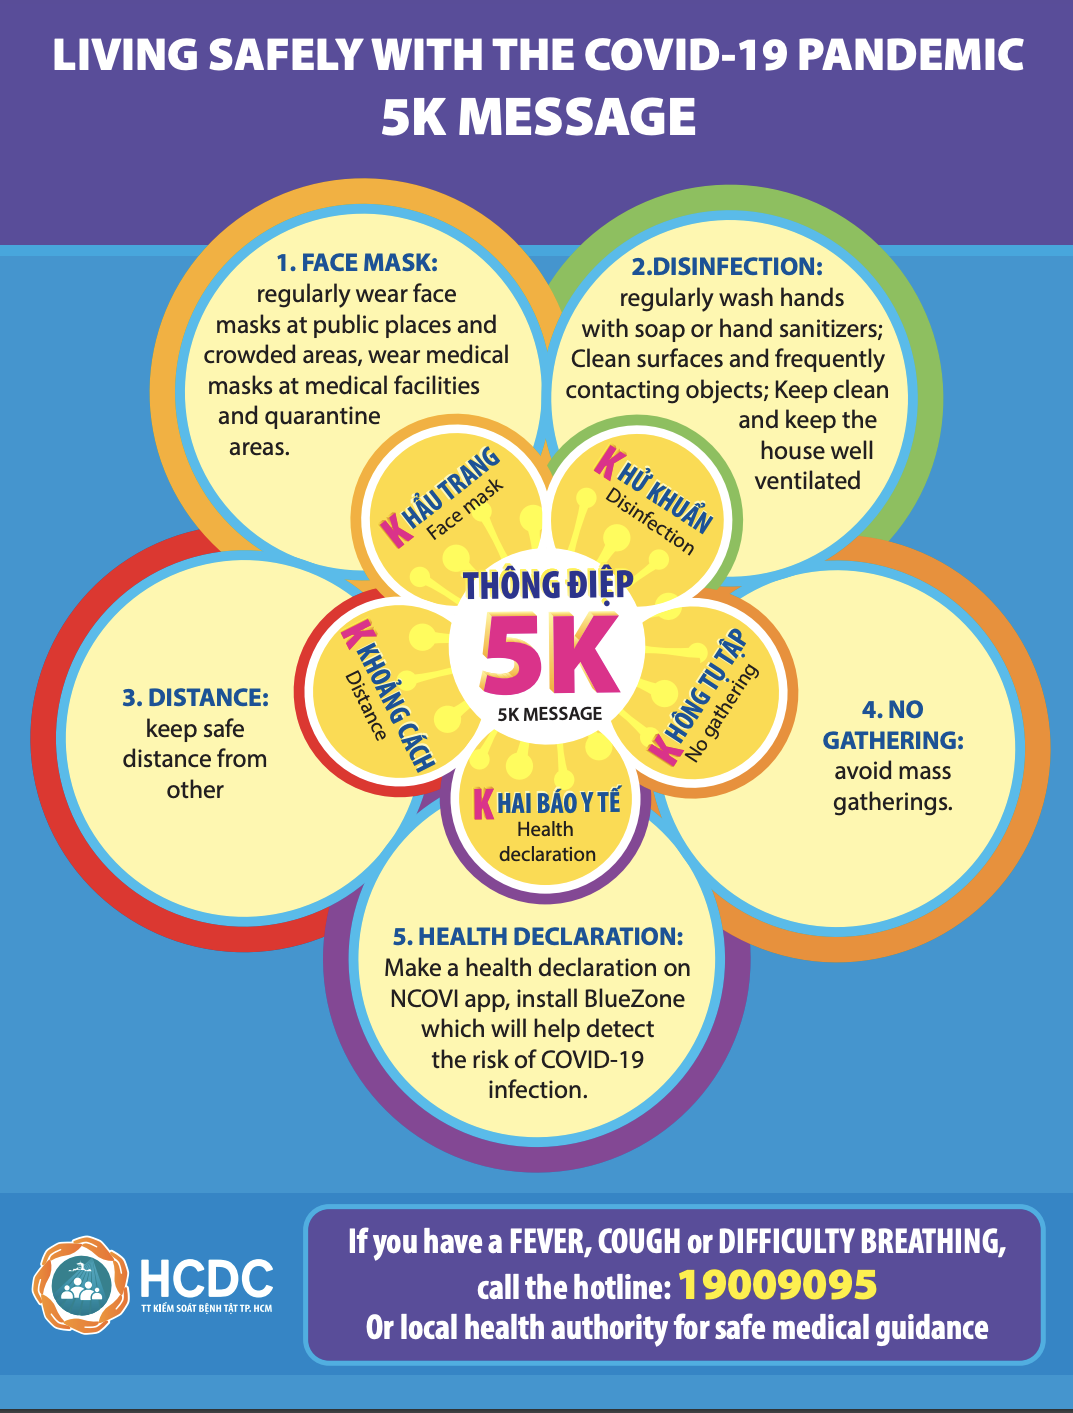 LIVING SAFELY WITH THE COVID-19 PANDEMIC
5K MESSAGE
1. FACE MASK:
regularly wear face
masks at public places and
crowded areas, wear medical
masks at medical facilities
and quarantine
areas.
2.DISINFECTION:
regularly wash hands
with soap or hand sanitizers;
Clean surfaces and frequently
contacting objects; Keep clean
and keep the
house well
ventilated
KHẨU TRANG
Face mask
KHỬ KHUẨN
Disinfection
THÔNG ĐIỆP
5K
5K MESSAGE
K KHOẢNG CÁCH
Distance
KHÔNG TỤ TẬP
No gathering
KHAI BÁO Y TẾ
Health
declaration
3. DISTANCE:
keep safe
distance from
other
4. NO
GATHERING:
avoid mass
gatherings.
5. HEALTH DECLARATION:
Make a health declaration on
NCOVI app, install BlueZone
which will help detect
the risk of COVID-19
infection.
HCDC
TT KIỂM SOÁT BỆNH TẬT TP. HCM
If you have a FEVER, COUGH or DIFFICULTY BREATHING,
call the hotline: 19009095
Or local health authority for safe medical guidance